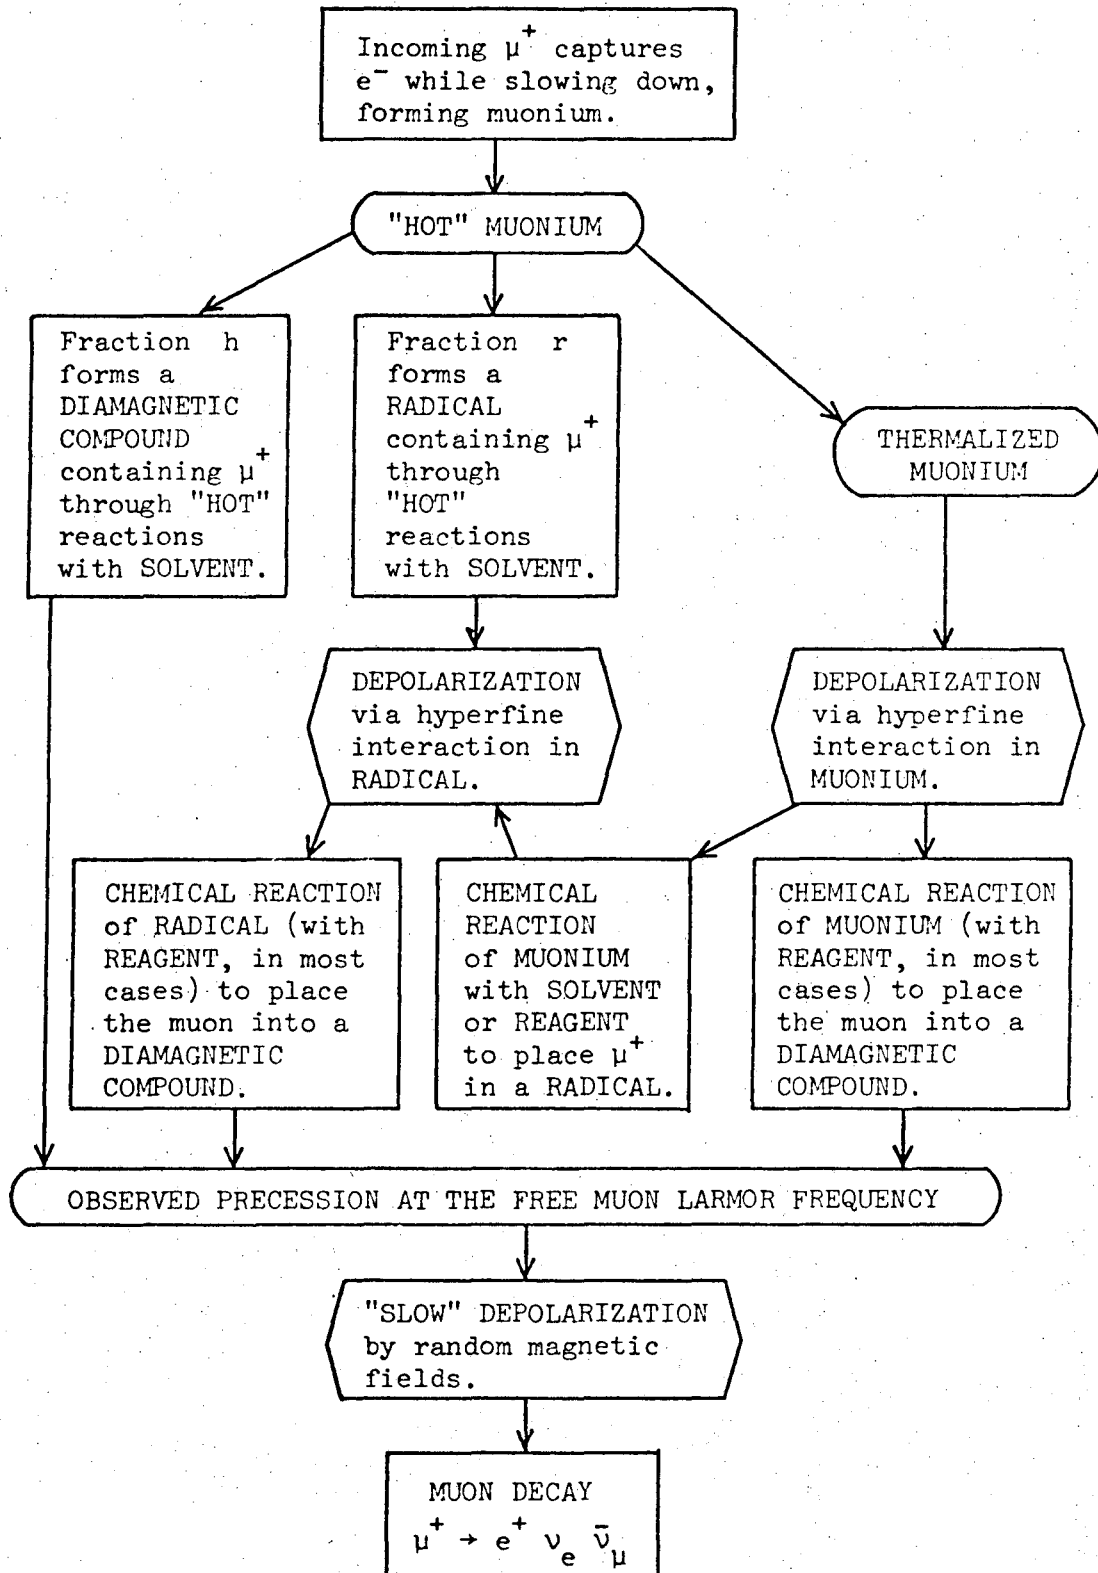 Incoming μ⁺ captures
e⁻ while slowing down,
forming muonium.
"HOT" MUONIUM
Fraction h
forms a
DIAMAGNETIC
COMPOUND
containing μ⁺
through "HOT"
reactions
with SOLVENT.
Fraction r
forms a
RADICAL
containing μ⁺
through
"HOT"
reactions
with SOLVENT.
THERMALIZED
MUONIUM
DEPOLARIZATION
via hyperfine
interaction in
RADICAL.
DEPOLARIZATION
via hyperfine
interaction in
MUONIUM.
CHEMICAL REACTION
of RADICAL (with
REAGENT, in most
cases) to place
the muon into a
DIAMAGNETIC
COMPOUND.
CHEMICAL
REACTION
of MUONIUM
with SOLVENT
or REAGENT
to place μ⁺
in a RADICAL.
CHEMICAL REACTION
of MUONIUM (with
REAGENT, in most
cases) to place
the muon into a
DIAMAGNETIC
COMPOUND.
OBSERVED PRECESSION AT THE FREE MUON LARMOR FREQUENCY
"SLOW" DEPOLARIZATION
by random magnetic
fields.
MUON DECAY
μ⁺ → e⁺ ν_e ν̄_μ